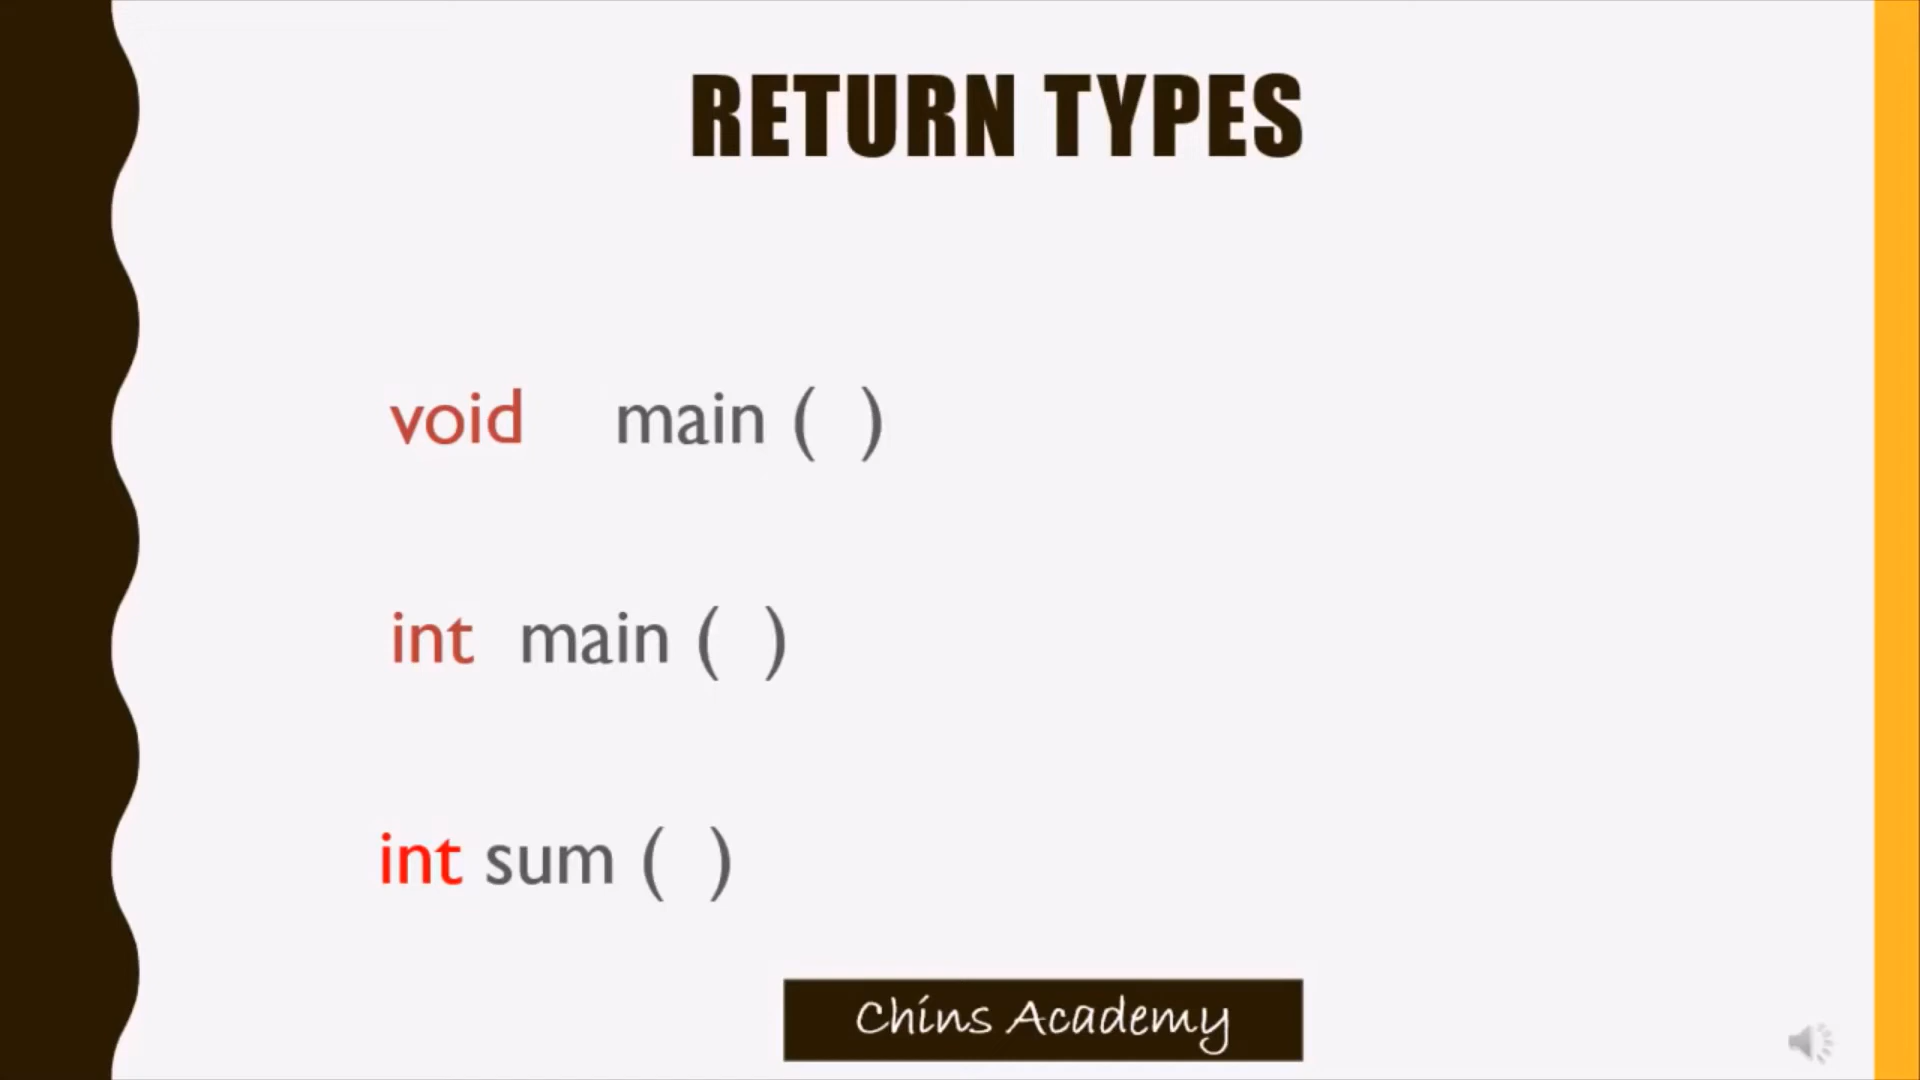 RETURN TYPES
void main ( )
int main ( )
int sum ( )
Chins Academy